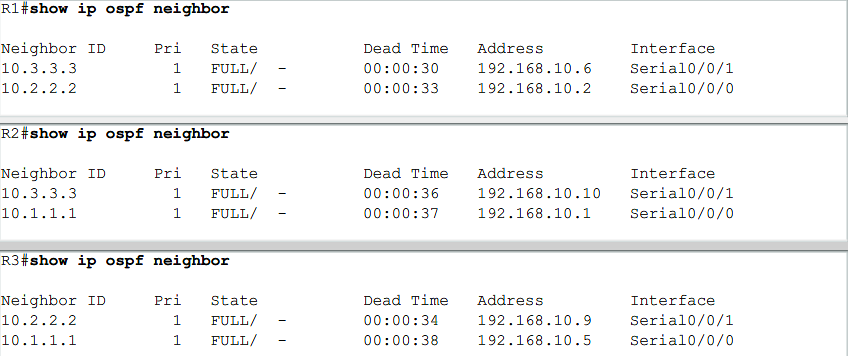 R1#show ip ospf neighbor
Neighbor ID     Pri   State           Dead Time   Address         Interface
10.3.3.3          1   FULL/  -        00:00:30    192.168.10.6    Serial0/0/1
10.2.2.2          1   FULL/  -        00:00:33    192.168.10.2    Serial0/0/0
R2#show ip ospf neighbor
Neighbor ID     Pri   State           Dead Time   Address         Interface
10.3.3.3          1   FULL/  -        00:00:36    192.168.10.10   Serial0/0/1
10.1.1.1          1   FULL/  -        00:00:37    192.168.10.1    Serial0/0/0
R3#show ip ospf neighbor
Neighbor ID     Pri   State           Dead Time   Address         Interface
10.2.2.2          1   FULL/  -        00:00:34    192.168.10.9    Serial0/0/1
10.1.1.1          1   FULL/  -        00:00:38    192.168.10.5    Serial0/0/0